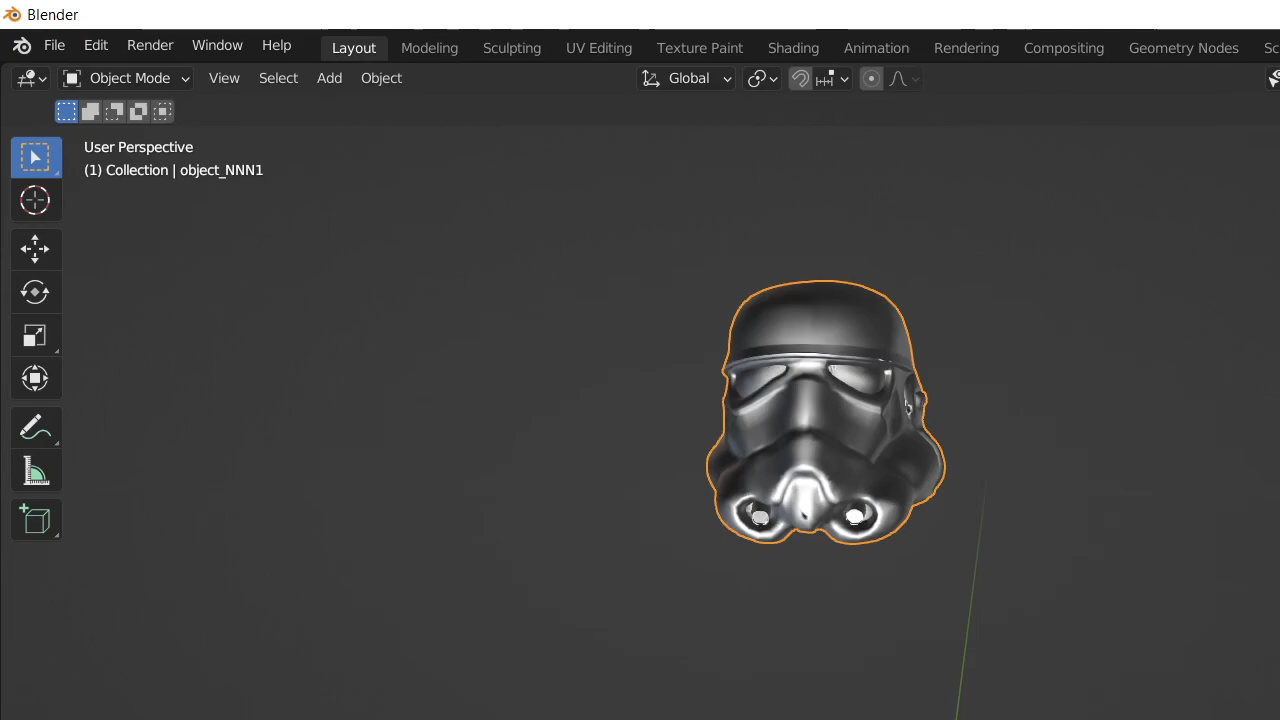 Blender
File Edit Render Window Help Layout Modeling Sculpting UV Editing Texture Paint Shading Animation Rendering Compositing Geometry Nodes Sc
Object Mode View Select Add Object Global
User Perspective
(1) Collection | object_NNN1